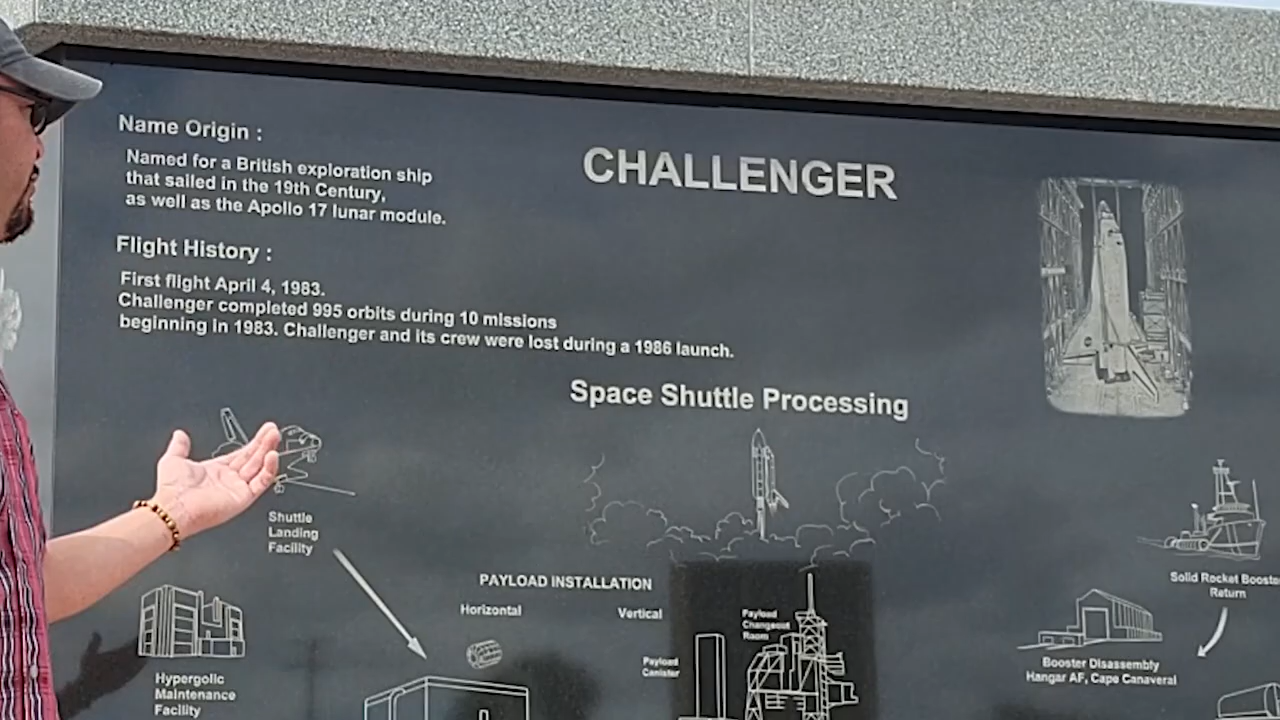 Name Origin :
Named for a British exploration ship
that sailed in the 19th Century,
as well as the Apollo 17 lunar module.
CHALLENGER
Flight History :
First flight April 4, 1983.
Challenger completed 995 orbits during 10 missions
beginning in 1983. Challenger and its crew were lost during a 1986 launch.
Space Shuttle Processing
Shuttle
Landing
Facility
PAYLOAD INSTALLATION
Horizontal
Vertical
Payload
Changeout
Room
Payload
Canister
Solid Rocket Booster
Return
Booster Disassembly
Hangar AF, Cape Canaveral
Hypergolic
Maintenance
Facility